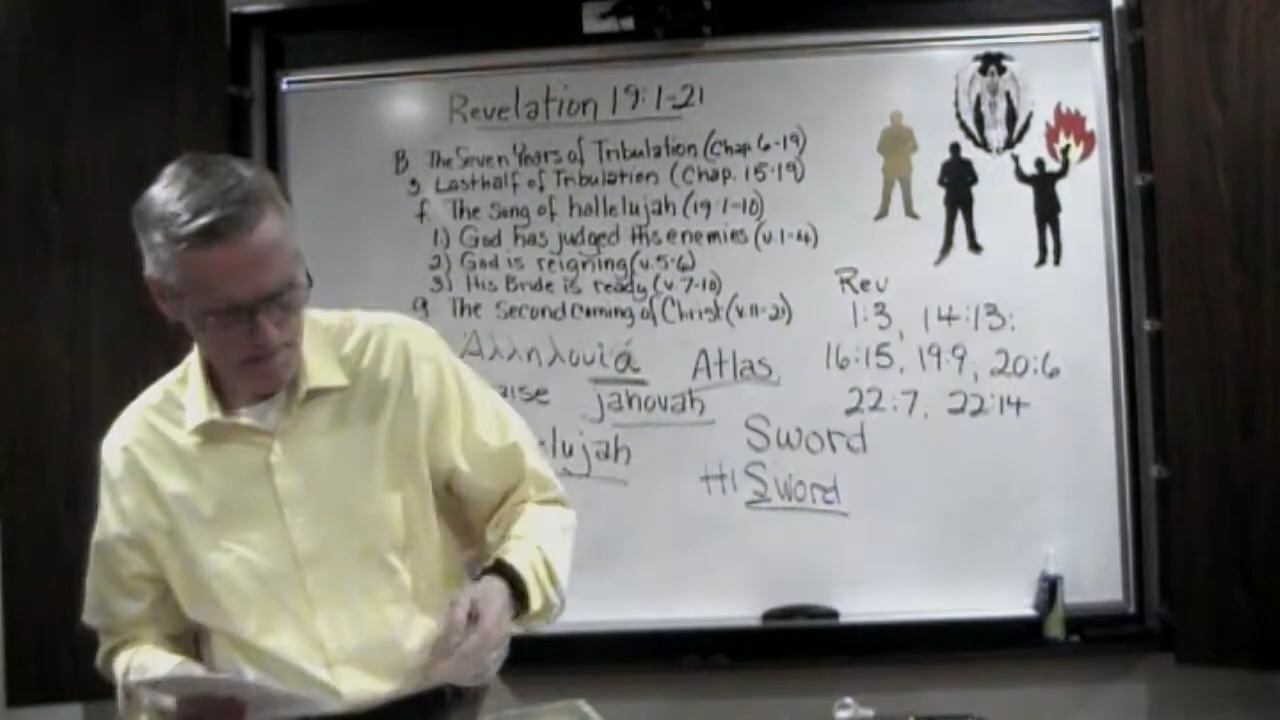 Revelation 19:1-21
B. The Seven Years of Tribulation (Chap. 6-19)
3. Last half of Tribulation (Chap. 15-19)
f. The Song of hallelujah (19:1-10)
1.) God has judged His enemies (v.1-4)
2) God is reigning (v.5-6)
3) His Bride is ready (v.7-10)
g. The Second coming of Christ (v.11-21)
Ἀλληλουϊά
Atlas
aise
jahovah
lujah
Sword
HiSword
Rev
1:3, 14:13:
16:15, 19:9, 20:6
22:7, 22:14